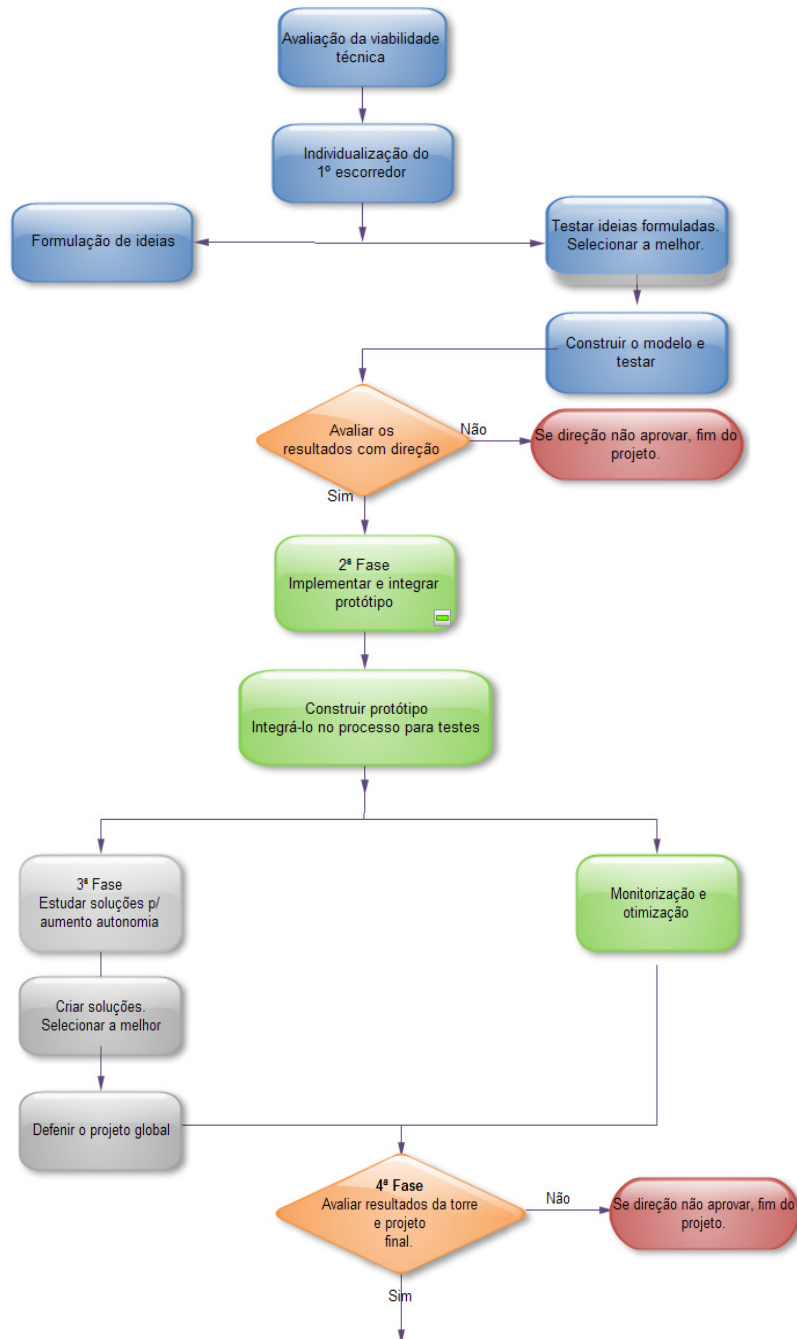 Avaliação da viabilidade
técnica
Individualização do
1º escorredor
Formulação de ideias
Testar ideias formuladas.
Selecionar a melhor.
Construir o modelo e
testar
Avaliar os
resultados com direção
Não
Se direção não aprovar, fim do
projeto.
Sim
2ª Fase
Implementar e integrar
protótipo
Construir protótipo
Integrá-lo no processo para testes
3ª Fase
Estudar soluções p/
aumento autonomia
Monitorização e
otimização
Criar soluções.
Selecionar a melhor
Defenir o projeto global
4ª Fase
Avaliar resultados da torre
e projeto
final.
Não
Se direção não aprovar, fim do
projeto.
Sim